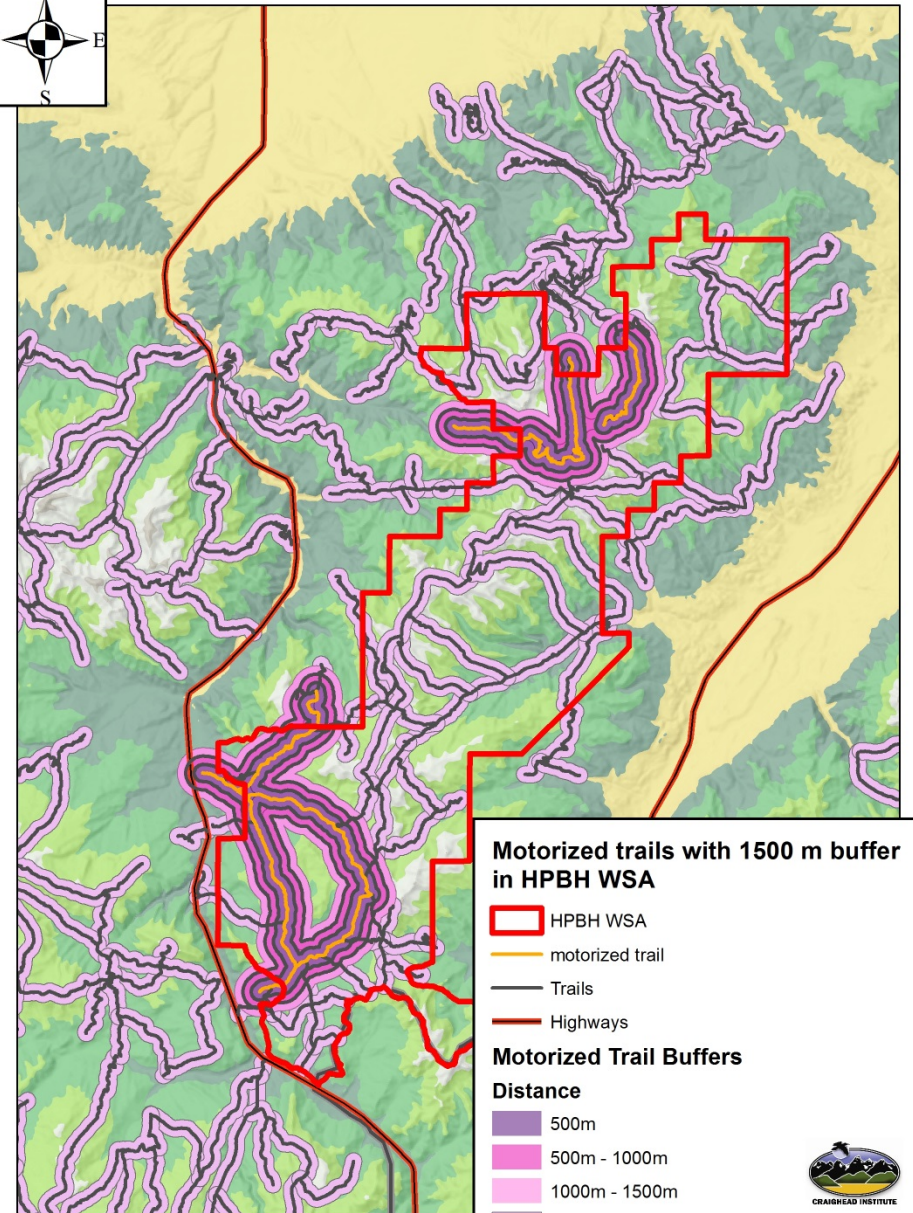 E
S
Motorized trails with 1500 m buffer
in HPBH WSA
HPBH WSA
motorized trail
Trails
Highways
Motorized Trail Buffers
Distance
500m
500m - 1000m
1000m - 1500m
CRAIGHEAD INSTITUTE